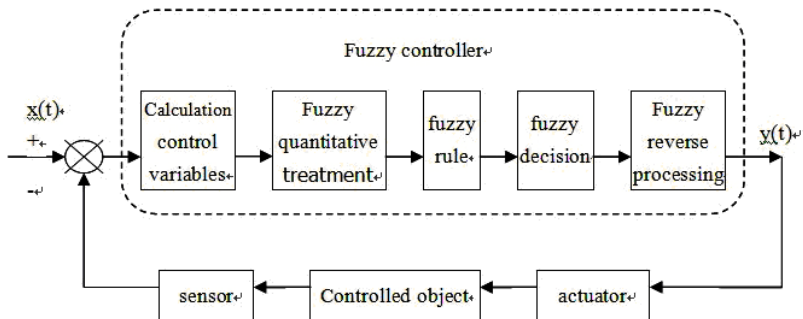 Fuzzy controller
x(t)
+
-
Calculation
control
variables
Fuzzy
quantitative
treatment
fuzzy
rule
fuzzy
decision
Fuzzy
reverse
processing
y(t)
sensor
Controlled object
actuator